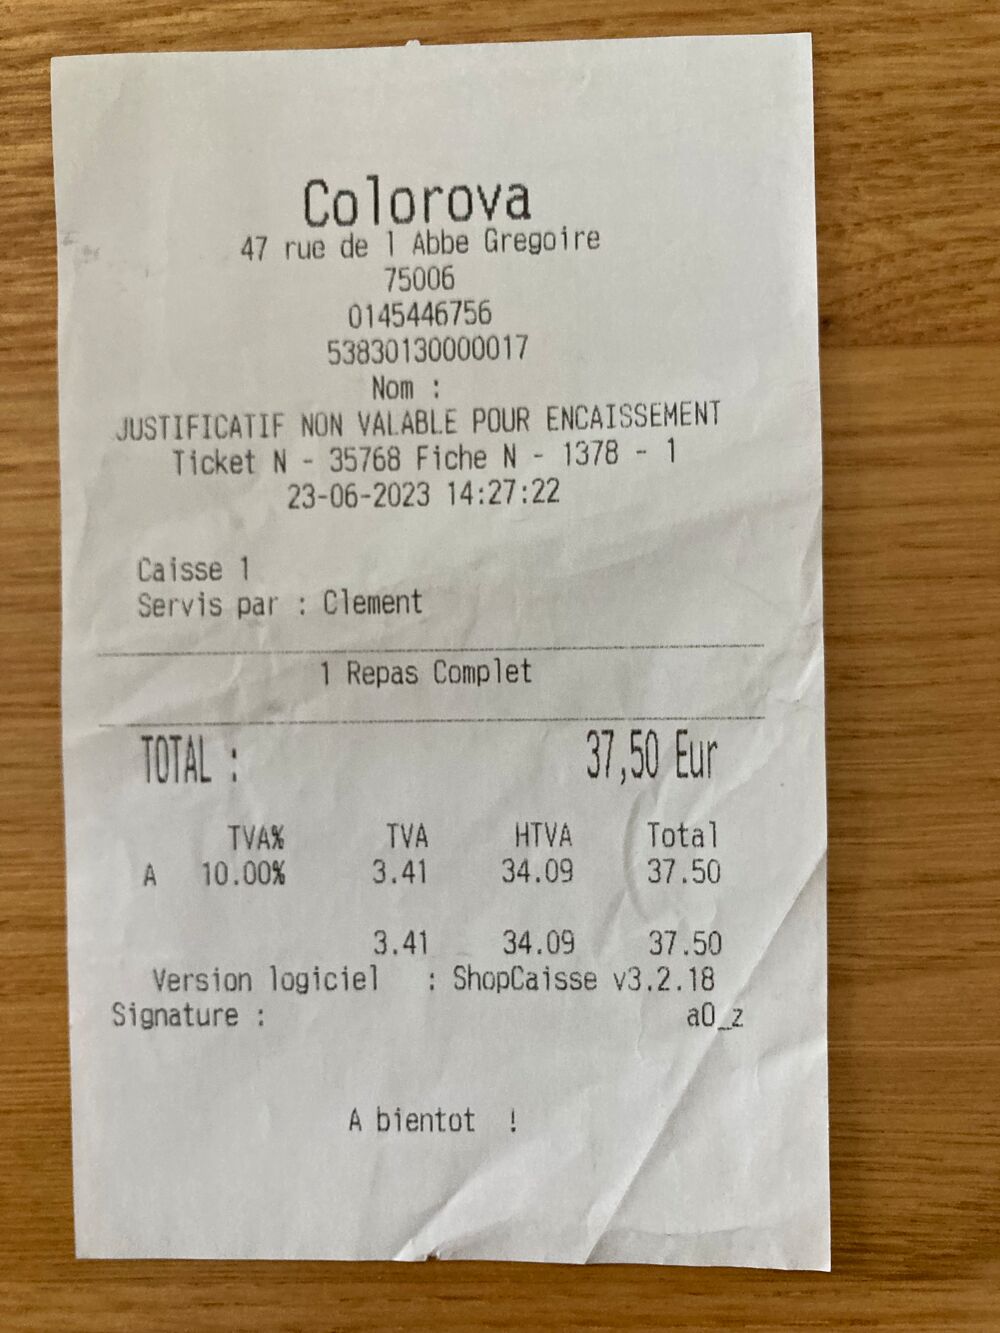 Colorova
47 rue de l Abbe Gregoire
75006
0145446756
53830130000017
Nom :
JUSTIFICATIF NON VALABLE POUR ENCAISSEMENT
Ticket N - 35768 Fiche N - 1378 - 1
23-06-2023 14:27:22
Caisse 1
Servis par : Clement
1 Repas Complet
TOTAL : 37,50 Eur
TVA% TVA HTVA Total
A 10.00% 3.41 34.09 37.50
3.41 34.09 37.50
Version logiciel : ShopCaisse v3.2.18
Signature : a0_z
A bientot !